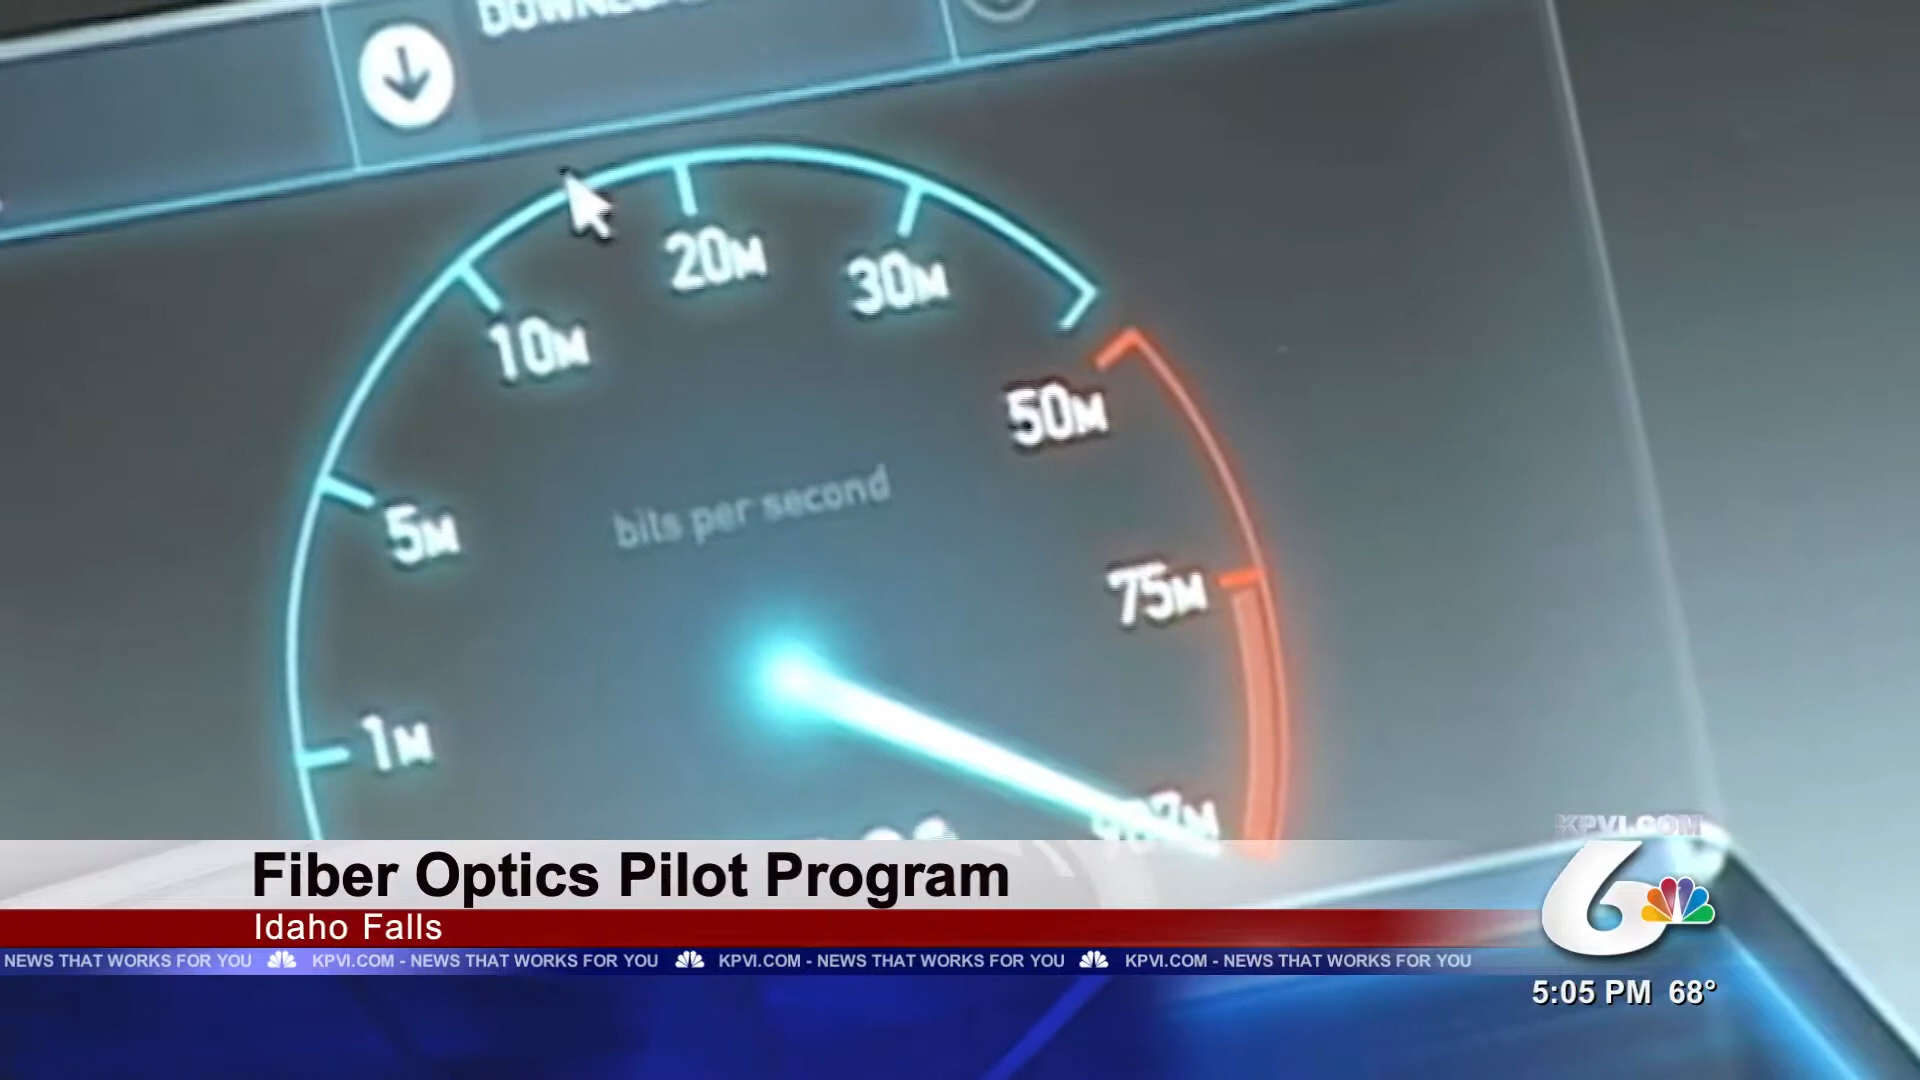 20M
30M
10M
50M
bits per second
5M
75M
1M
KPVI.COM
Fiber Optics Pilot Program
6
Idaho Falls
NEWS THAT WORKS FOR YOU KPVI.COM - NEWS THAT WORKS FOR YOU KPVI.COM - NEWS THAT WORKS FOR YOU KPVI.COM - NEWS THAT WORKS FOR YOU
5:05 PM 68°